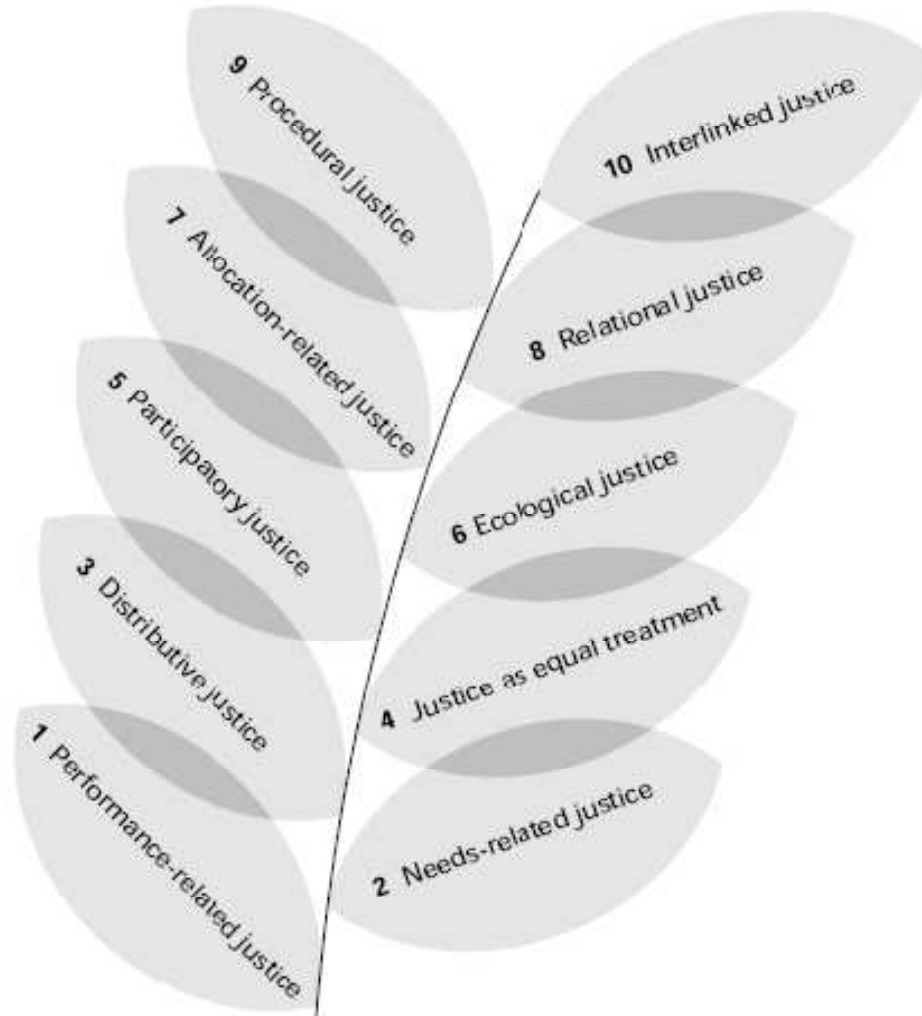 9 Procedural justice
10 Interlinked justice
7 Allocation-related justice
8 Relational justice
5 Participatory justice
6 Ecological justice
3 Distributive justice
4 Justice as equal treatment
1 Performance-related justice
2 Needs-related justice